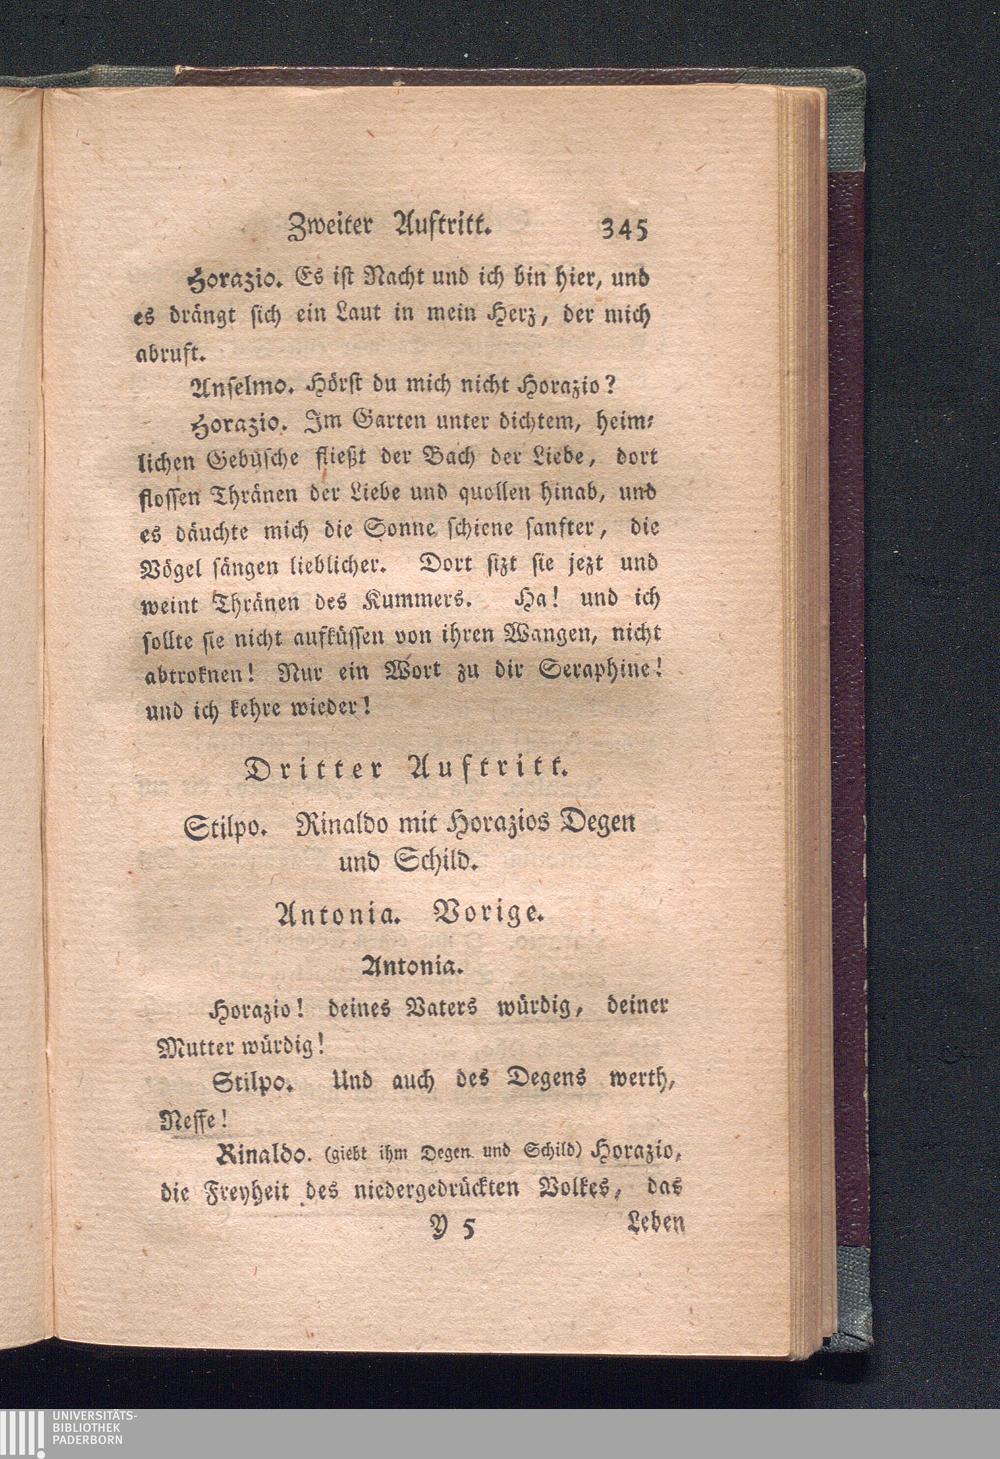 Zweiter Auftritt. 345
Horazio. Es ist Nacht und ich bin hier, und
es drängt sich ein Laut in mein Herz, der mich
abruft.
Anselmo. Hörst du mich nicht Horazio?
Horazio. Im Garten unter dichtem, heim-
lichen Gebüsche fließt der Bach der Liebe, dort
flossen Thränen der Liebe und quollen hinab, und
es däuchte mich die Sonne schiene sanfter, die
Vögel sängen lieblicher. Dort sizt sie jezt und
weint Thränen des Kummers. Ha! und ich
sollte sie nicht aufküssen von ihren Wangen, nicht
abtroknen! Nur ein Wort zu dir Seraphine!
und ich kehre wieder!
Dritter Auftritt.
Stilpo. Rinaldo mit Horazios Degen
und Schild.
Antonia. Vorige.
Antonia.
Horazio! deines Vaters würdig, deiner
Mutter würdig!
Stilpo. Und auch des Degens werth,
Neffe!
Rinaldo. (giebt ihm Degen und Schild) Horazio,
die Freyheit des niedergedrückten Volkes, das
Y 5 Leben
UNIVERSITÄTS-
BIBLIOTHEK
PADERBORN